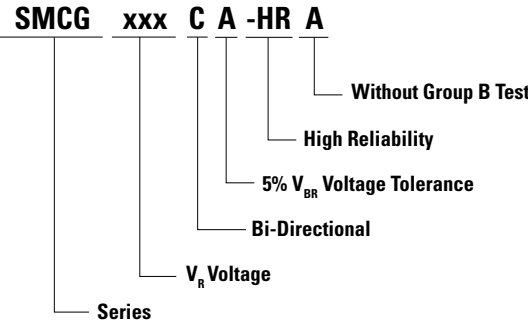 SMCG xxx C A -HR A
Without Group B Test
High Reliability
5% VBR Voltage Tolerance
Bi-Directional
VR Voltage
Series